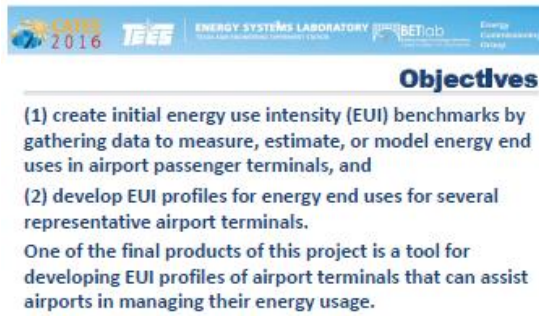 CATEE
2016
TEES
ENERGY SYSTEMS LABORATORY
BETlab
Energy
Commissioning
Group
Objectives
(1) create initial energy use intensity (EUI) benchmarks by
gathering data to measure, estimate, or model energy end
uses in airport passenger terminals, and
(2) develop EUI profiles for energy end uses for several
representative airport terminals.
One of the final products of this project is a tool for
developing EUI profiles of airport terminals that can assist
airports in managing their energy usage.